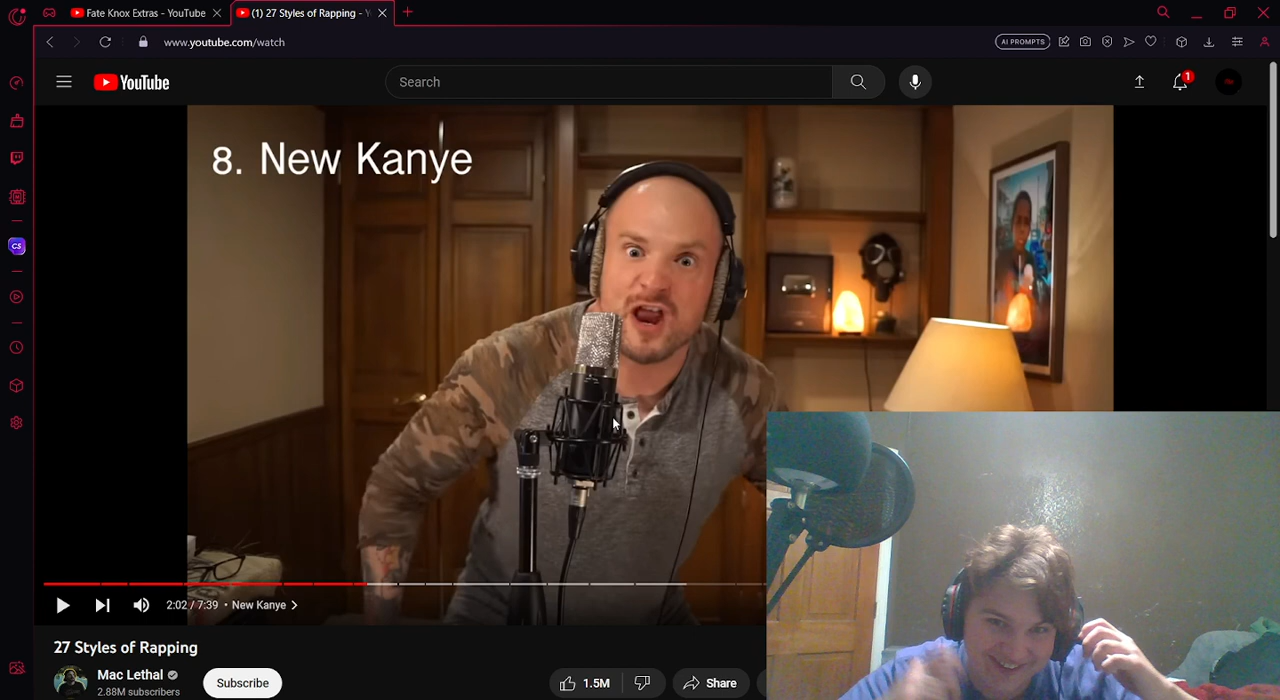 Fate Knox Extras - YouTube
(1) 27 Styles of Rapping - Y
www.youtube.com/watch
AI PROMPTS
YouTube
Search
1
8. New Kanye
CS
2:02 / 7:39 • New Kanye
27 Styles of Rapping
Mac Lethal
2.88M subscribers
Subscribe
1.5M
Share